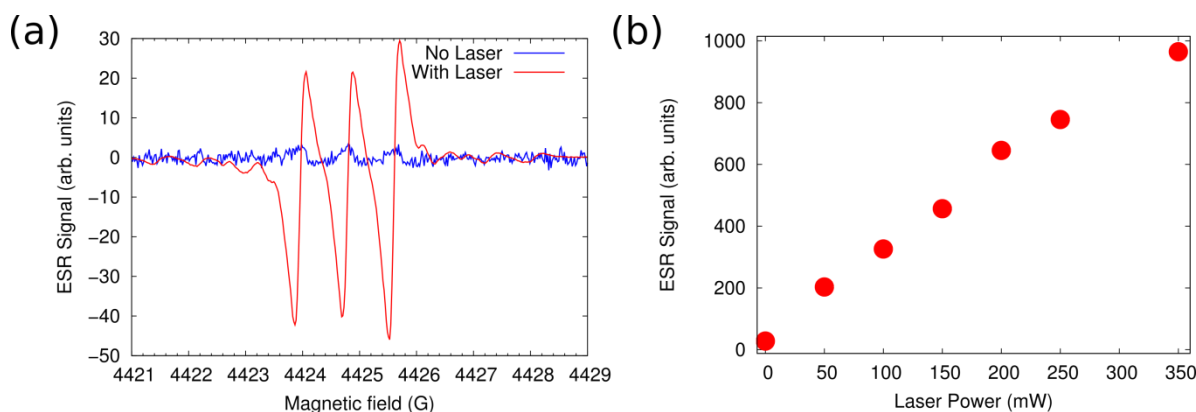 (a)
30
20
10
0
−10
−20
−30
−40
−50
ESR Signal (arb. units)
No Laser
With Laser
4421 4422 4423 4424 4425 4426 4427 4428 4429
Magnetic field (G)
(b)
1000
800
600
400
200
0
ESR Signal (arb. units)
0 50 100 150 200 250 300 350
Laser Power (mW)